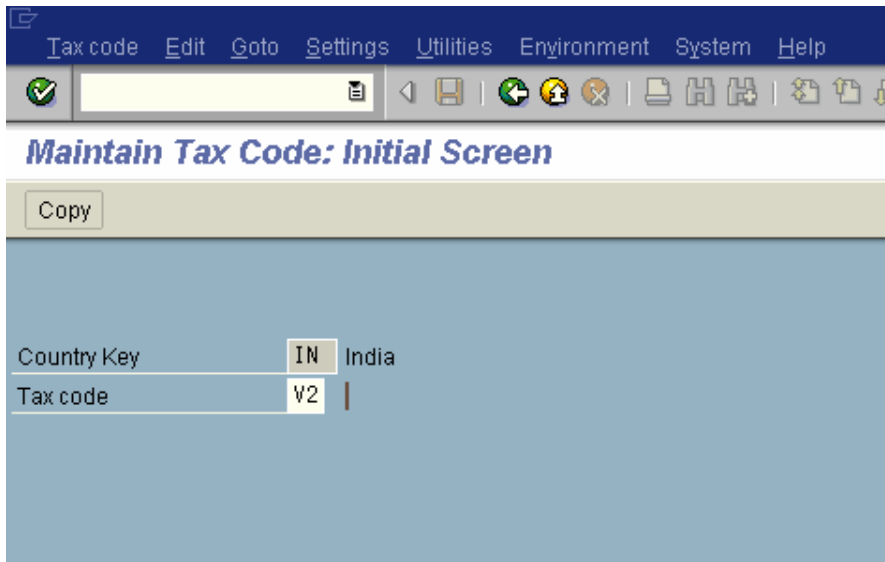 Tax code Edit Goto Settings Utilities Environment System Help
Maintain Tax Code: Initial Screen
Copy
Country Key IN India
Tax code V2